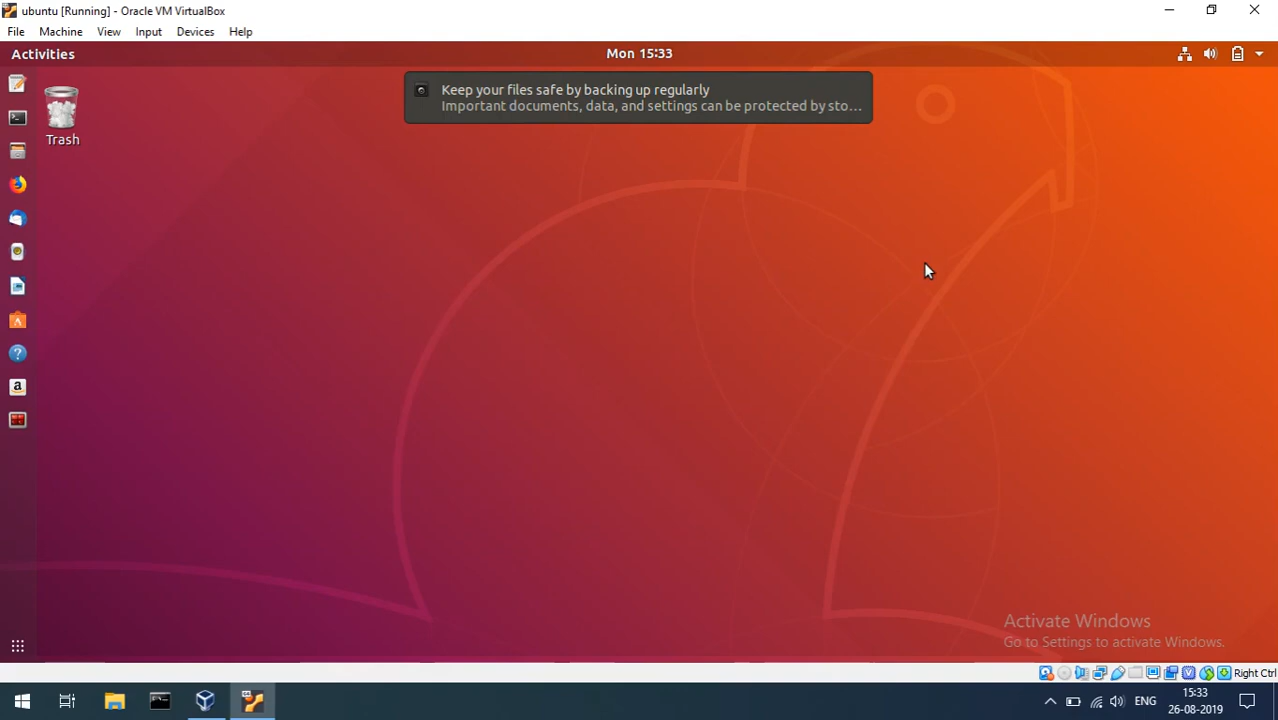 ubuntu [Running] - Oracle VM VirtualBox
File Machine View Input Devices Help
Activities
Mon 15:33
Keep your files safe by backing up regularly
Important documents, data, and settings can be protected by sto...
Trash
a
Activate Windows
Go to Settings to activate Windows.
Right Ctrl
ENG
15:33
26-08-2019